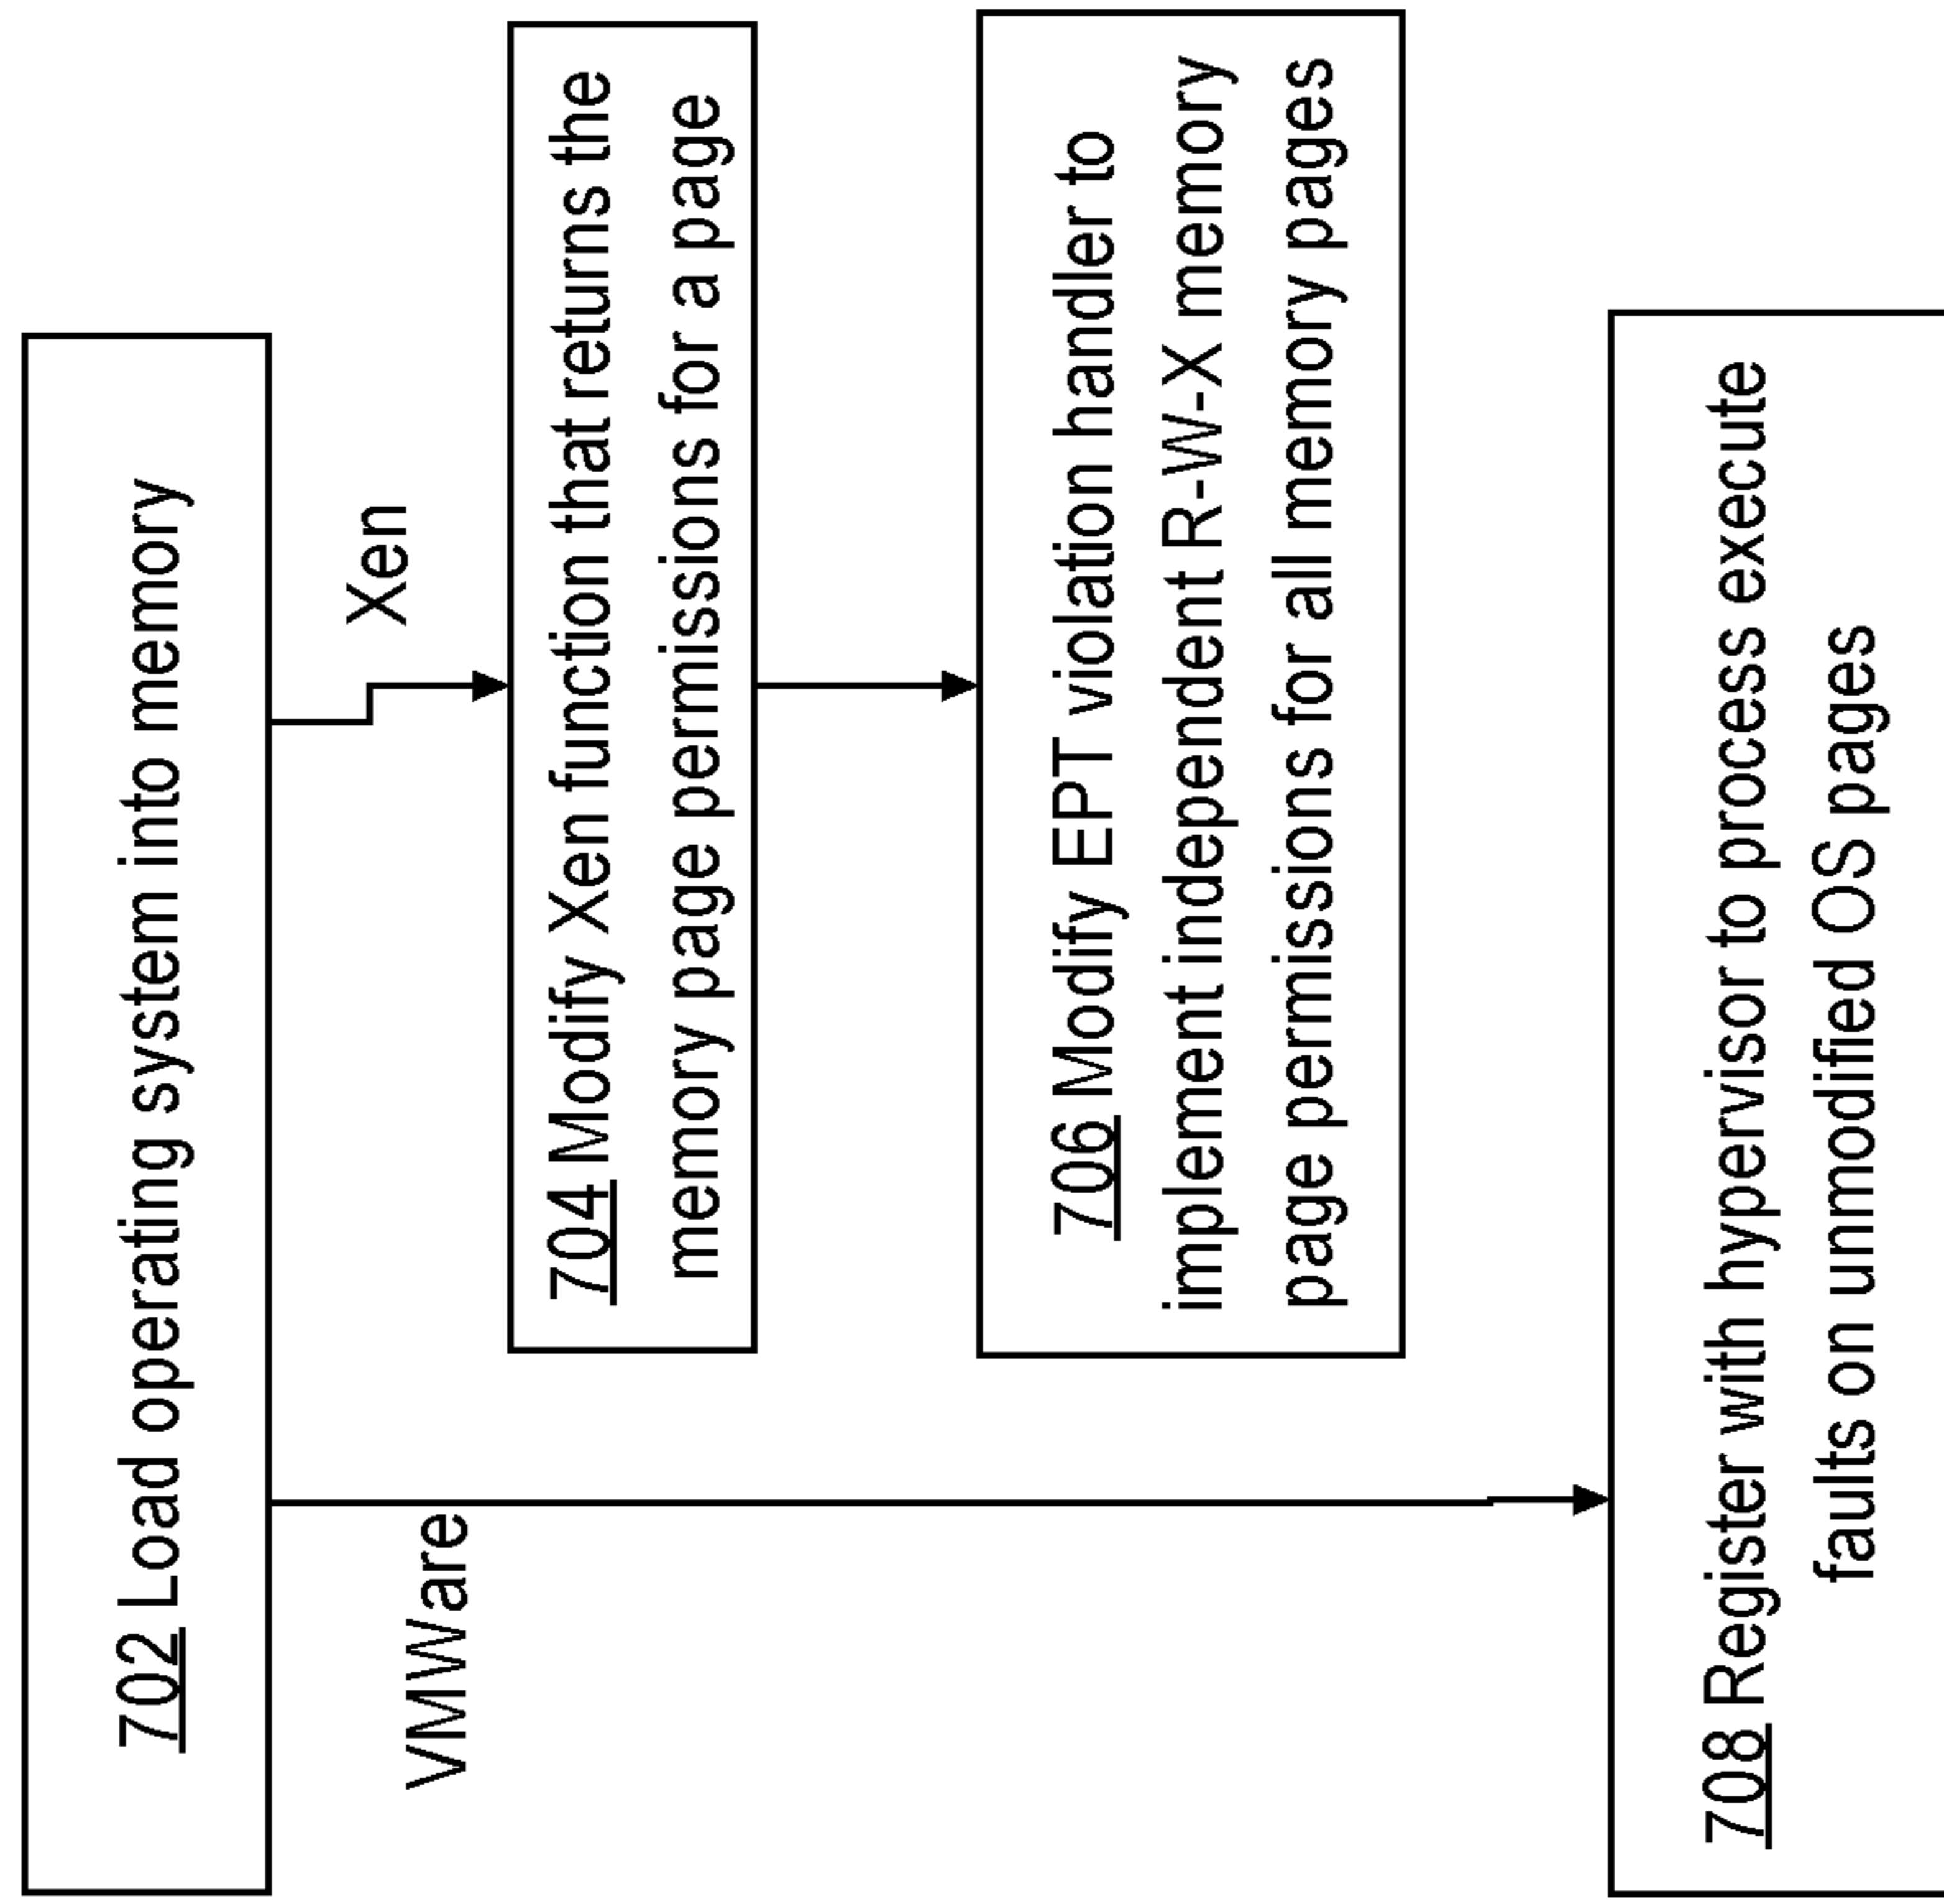 702 Load operating system into memory
VMWare
Xen
704 Modify Xen function that returns the
memory page permissions for a page
706 Modify EPT violation handler to
implement independent R-W-X memory
page permissions for all memory pages
708 Register with hypervisor to process execute
faults on unmodified OS pages